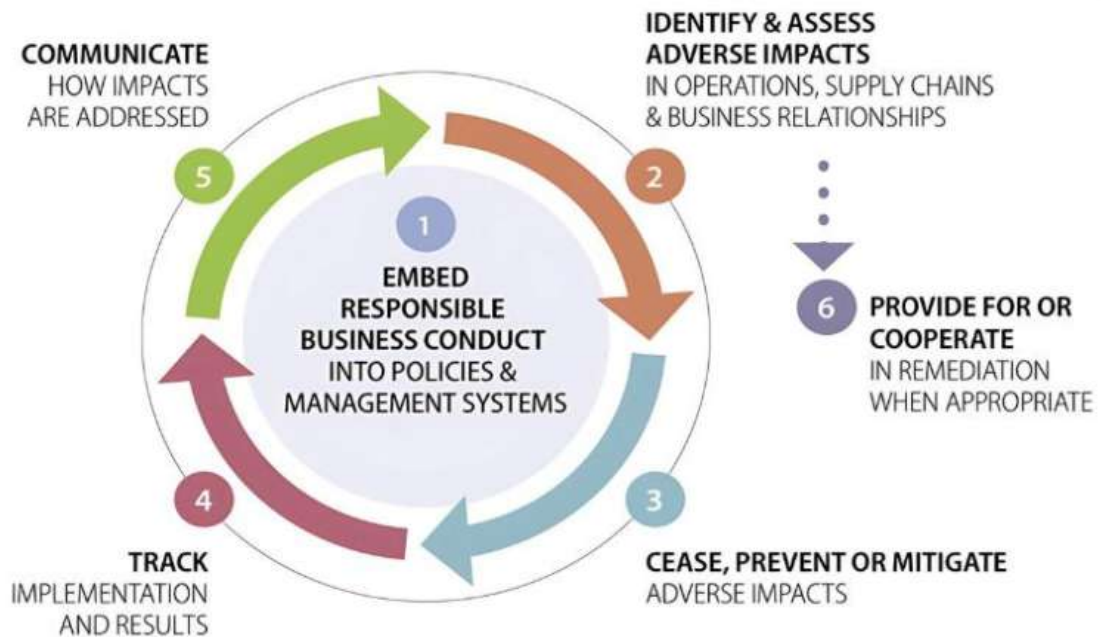 1
EMBED
RESPONSIBLE
BUSINESS CONDUCT
INTO POLICIES &
MANAGEMENT SYSTEMS
2
IDENTIFY & ASSESS
ADVERSE IMPACTS
IN OPERATIONS, SUPPLY CHAINS
& BUSINESS RELATIONSHIPS
3
CEASE, PREVENT OR MITIGATE
ADVERSE IMPACTS
4
TRACK
IMPLEMENTATION
AND RESULTS
5
COMMUNICATE
HOW IMPACTS
ARE ADDRESSED
6
PROVIDE FOR OR
COOPERATE
IN REMEDIATION
WHEN APPROPRIATE